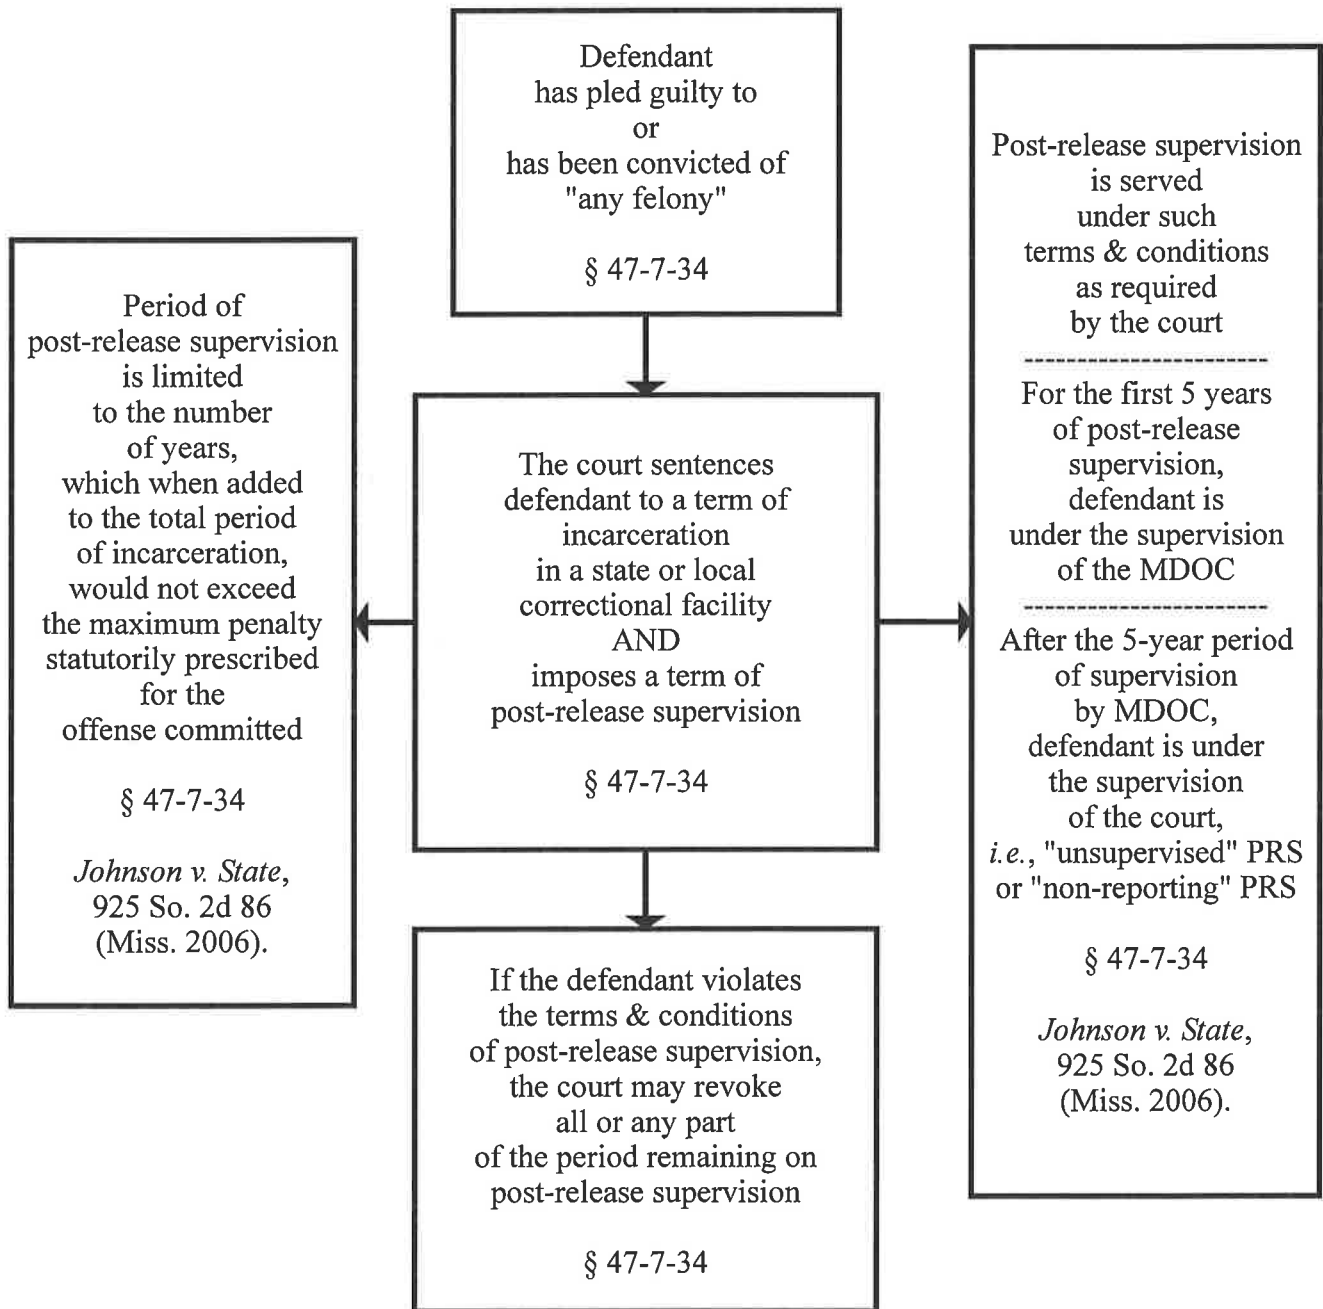 Defendant
has pled guilty to
or
has been convicted of
"any felony"
§ 47-7-34
Period of
post-release supervision
is limited
to the number
of years,
which when added
to the total period
of incarceration,
would not exceed
the maximum penalty
statutorily prescribed
for the
offense committed
§ 47-7-34
Johnson v. State,
925 So. 2d 86
(Miss. 2006).
The court sentences
defendant to a term of
incarceration
in a state or local
correctional facility
AND
imposes a term of
post-release supervision
§ 47-7-34
Post-release supervision
is served
under such
terms & conditions
as required
by the court
--------------------------
For the first 5 years
of post-release
supervision,
defendant is
under the supervision
of the MDOC
--------------------------
After the 5-year period
of supervision
by MDOC,
defendant is under
the supervision
of the court,
i.e., "unsupervised" PRS
or "non-reporting" PRS
§ 47-7-34
Johnson v. State,
925 So. 2d 86
(Miss. 2006).
If the defendant violates
the terms & conditions
of post-release supervision,
the court may revoke
all or any part
of the period remaining on
post-release supervision
§ 47-7-34